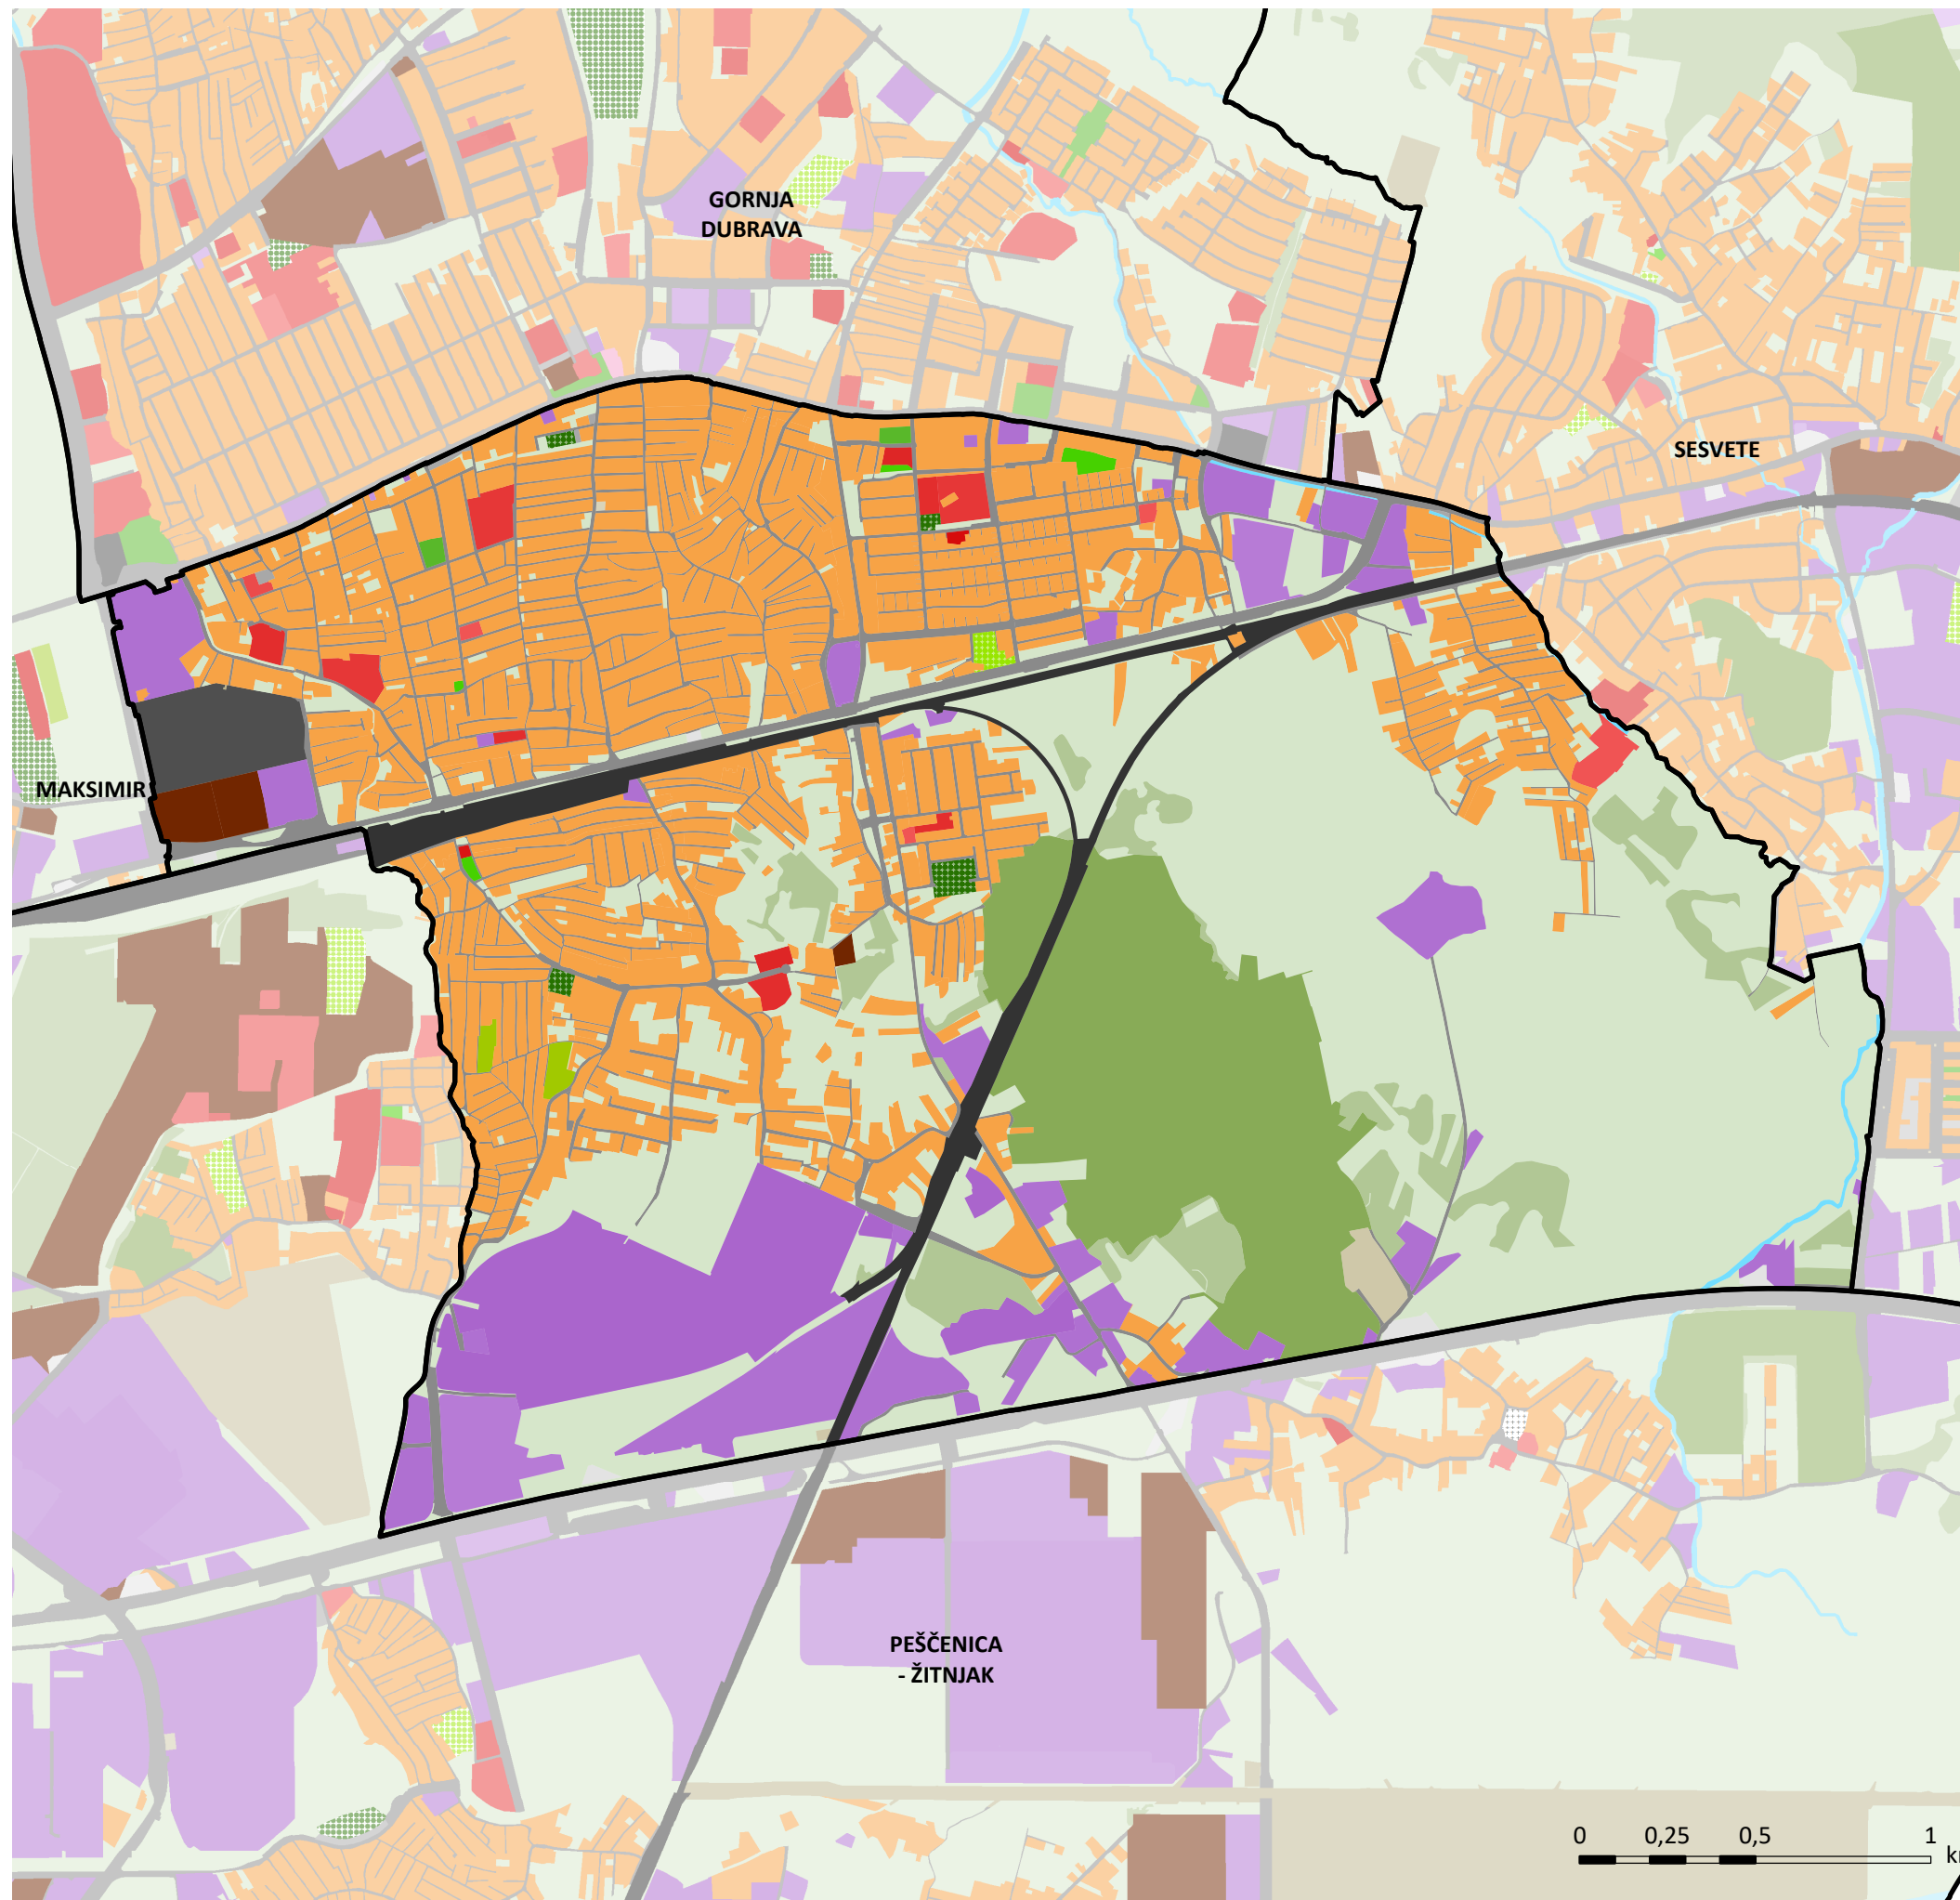 GORNJA
DUBRAVA
SESVETE
MAKSIMIR
PEŠČENICA
- ŽITNJAK
0 0,25 0,5 1